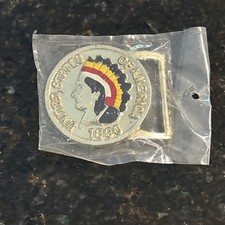 UNITED STATES
OF AMERICA
1890